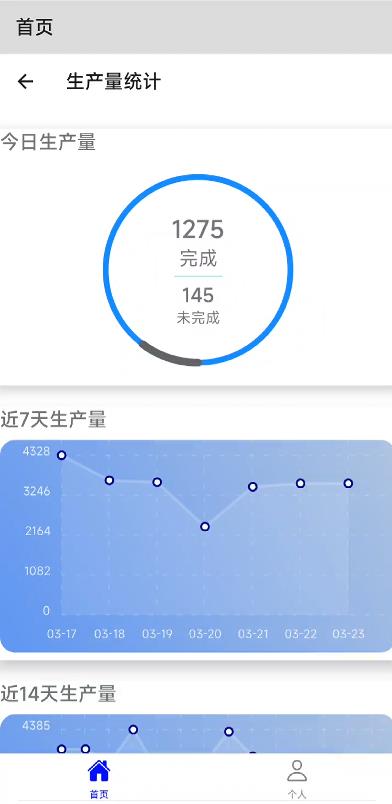 首页
生产量统计
今日生产量
1275
完成
145
未完成
近7天生产量
4328
3246
2164
1082
0
03-17 03-18 03-19 03-20 03-21 03-22 03-23
近14天生产量
4385
首页 个人